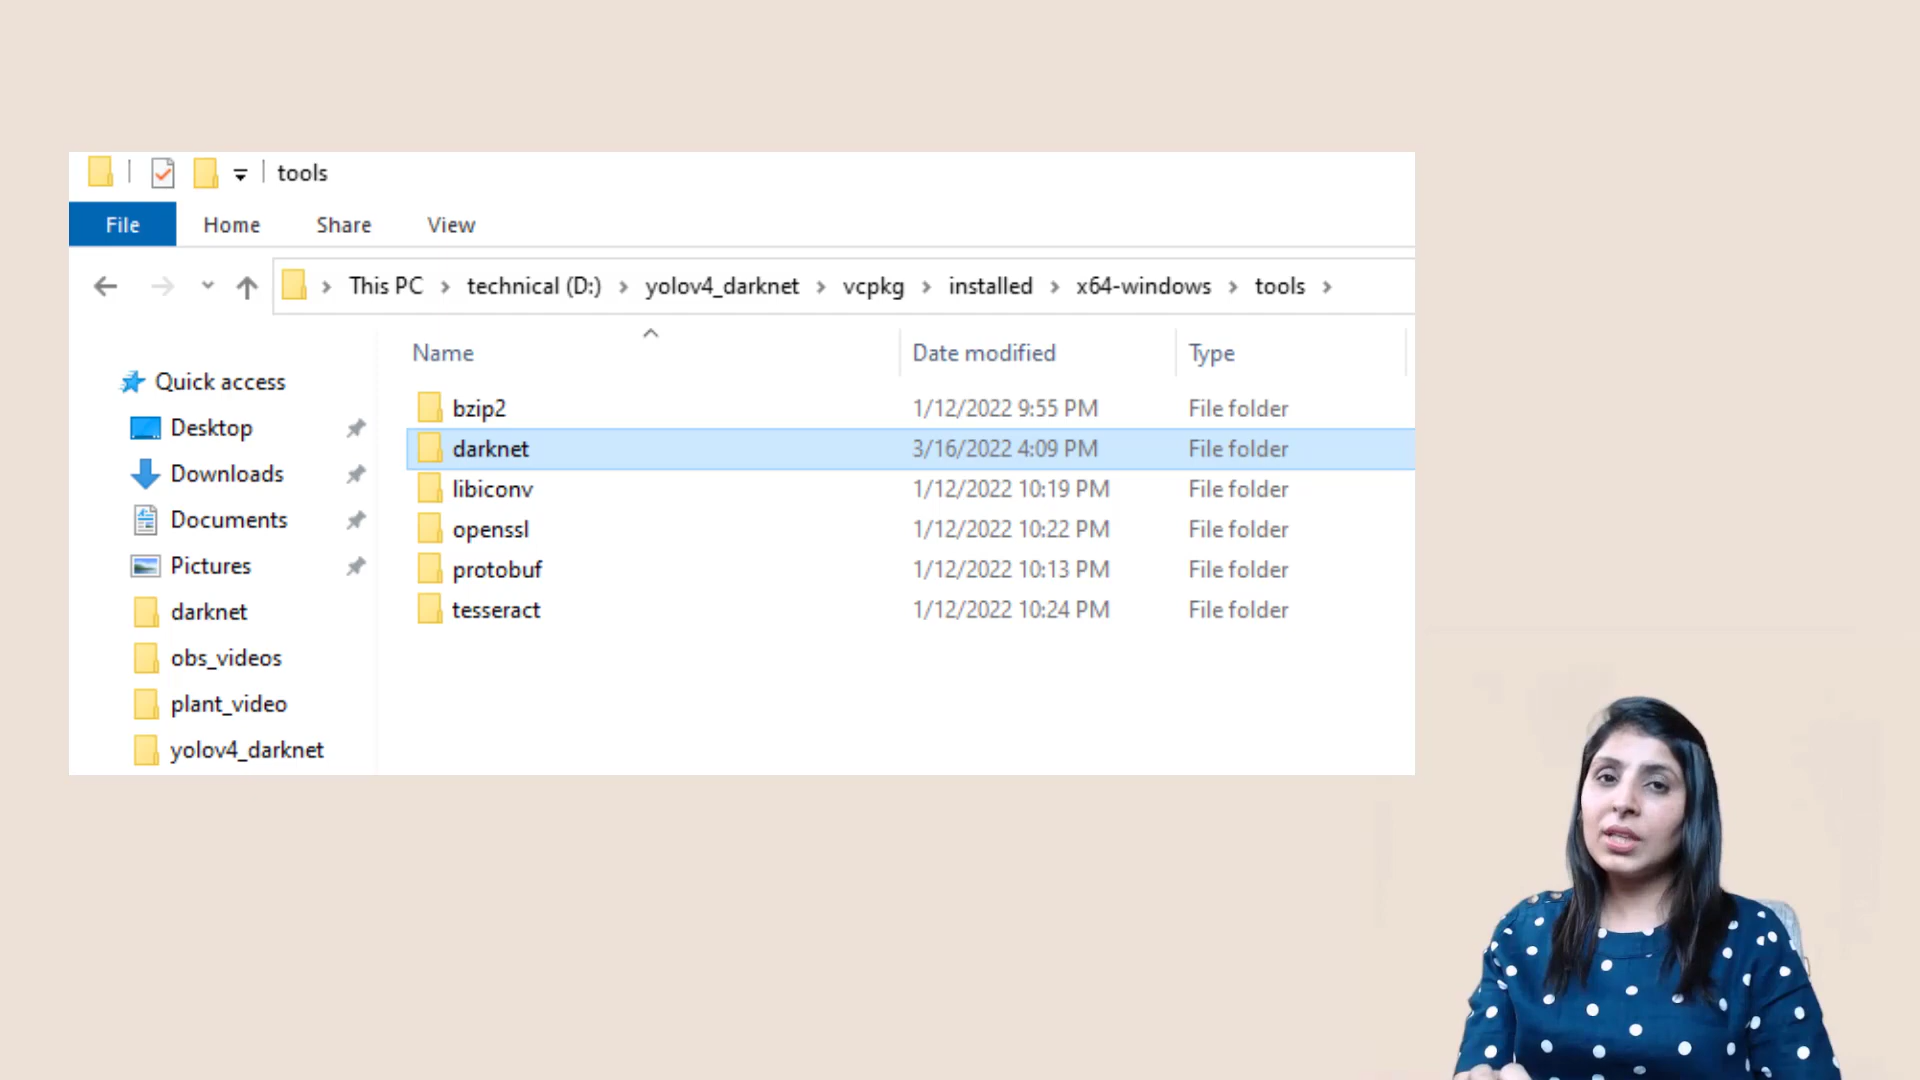 tools
File Home Share View
This PC technical (D:) yolov4_darknet vcpkg installed x64-windows tools
Name Date modified Type
Quick access
Desktop
Downloads
Documents
Pictures
darknet
obs_videos
plant_video
yolov4_darknet
bzip2 1/12/2022 9:55 PM File folder
darknet 3/16/2022 4:09 PM File folder
libiconv 1/12/2022 10:19 PM File folder
openssl 1/12/2022 10:22 PM File folder
protobuf 1/12/2022 10:13 PM File folder
tesseract 1/12/2022 10:24 PM File folder